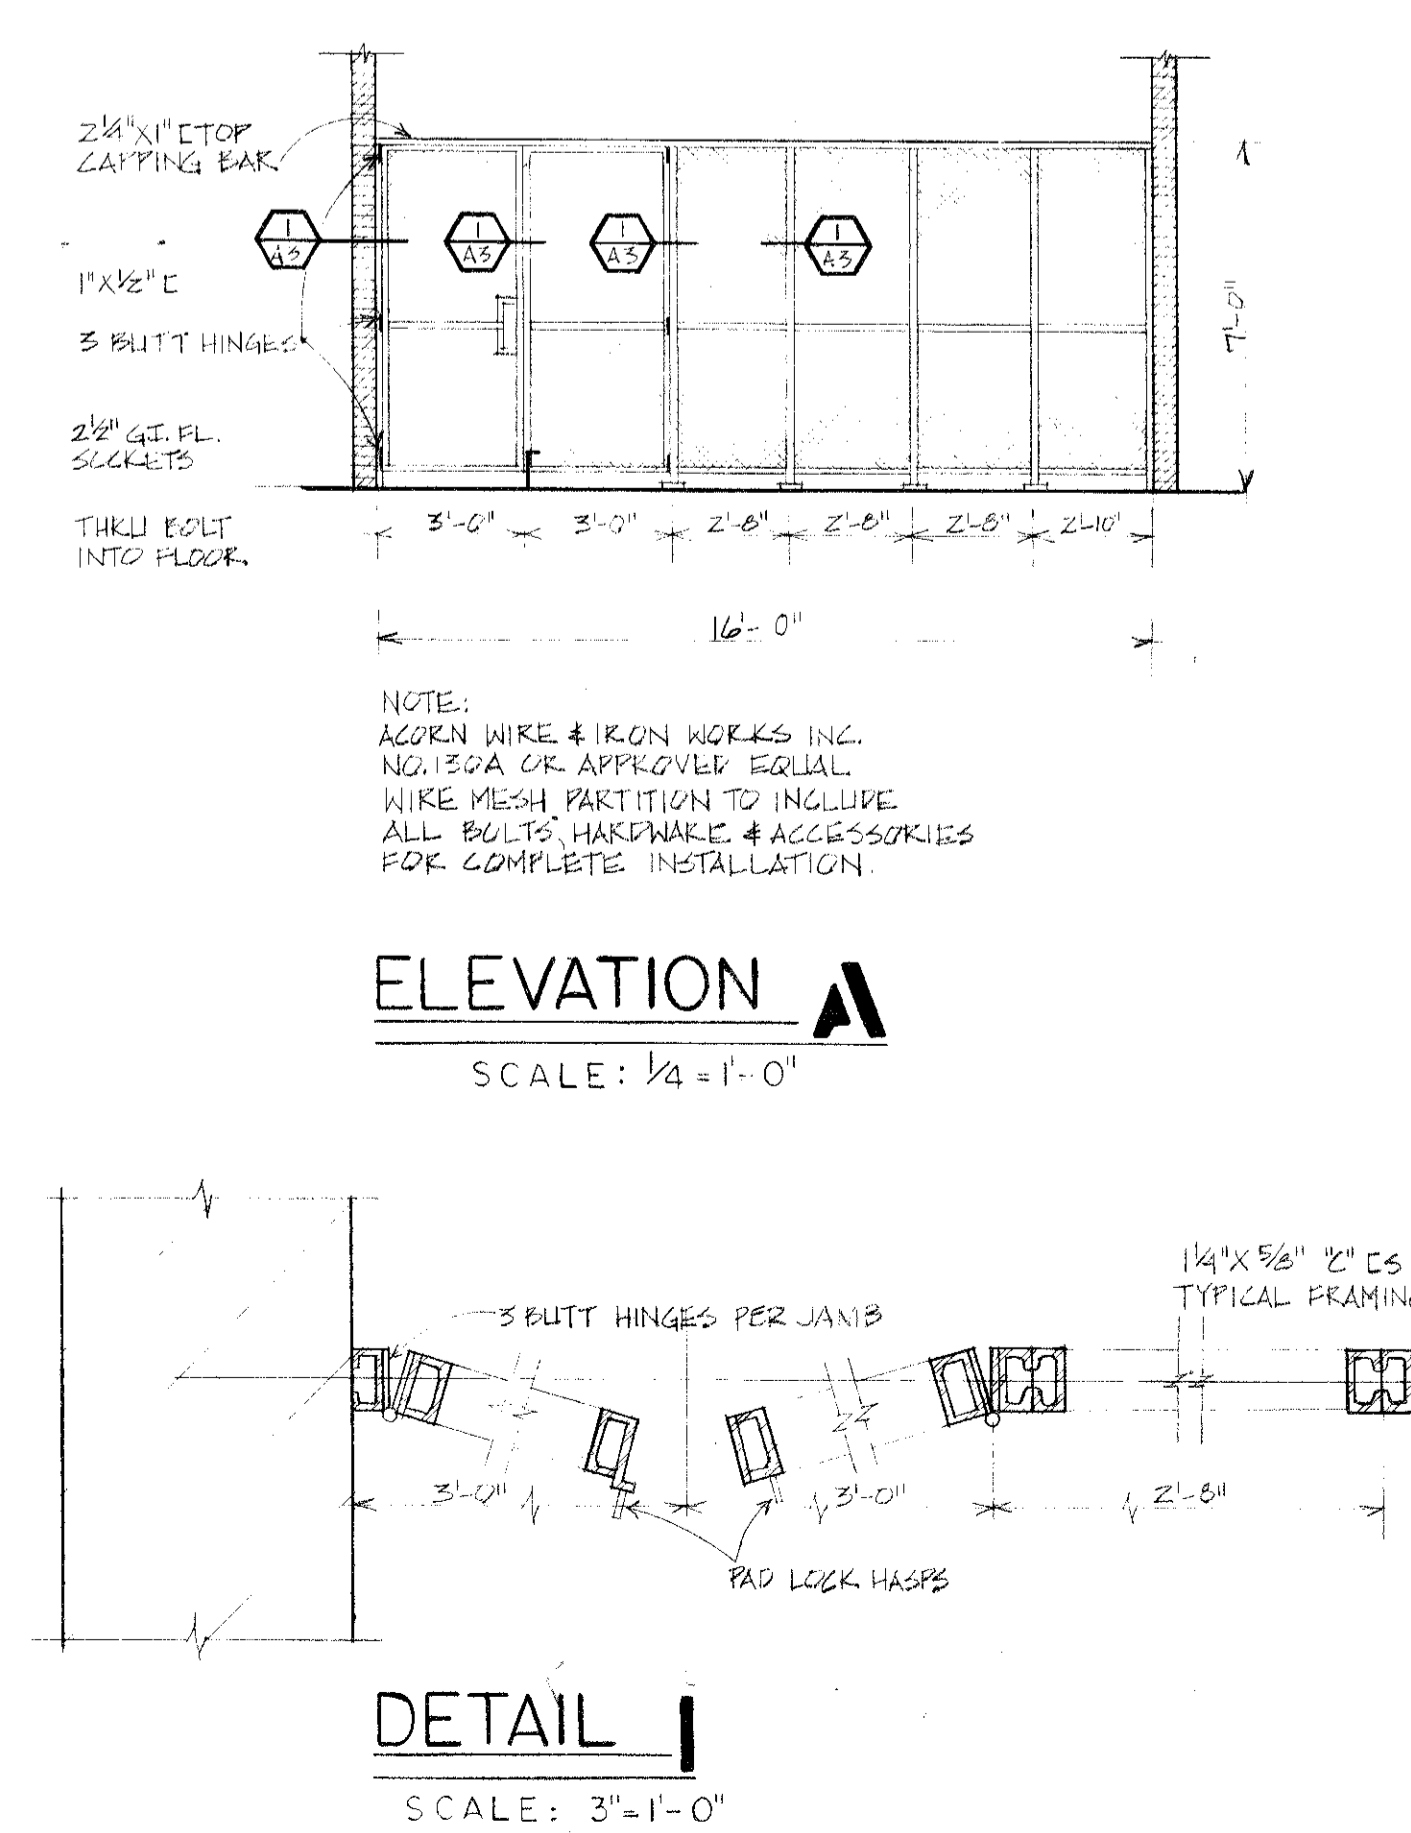 2¼"X1" [ TOP
CAPPING BAR
1
A3
1
A3
1
A3
1
A3
1"X½" [
3 BUTT HINGES
7'-0"
2½" G.I. FL.
SOCKETS
THRU BOLT
INTO FLOOR.
3'-0" 3'-0" 2'-8" 2'-8" 2'-8" 2'-10"
16'-0"
NOTE:
ACORN WIRE & IRON WORKS INC.
NO.130A OR APPROVED EQUAL
WIRE MESH PARTITION TO INCLUDE
ALL BOLTS, HARDWARE & ACCESSORIES
FOR COMPLETE INSTALLATION.
ELEVATION A
SCALE: ¼ = 1'-0"
1¼"X 5/8" "C" [S
TYPICAL FRAMING
3 BUTT HINGES PER JAMB
3'-0" 3'-0" 2'-8"
PAD LOCK HASPS
DETAIL 1
SCALE: 3"=1'-0"